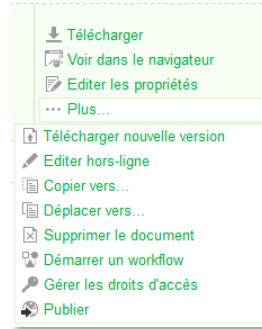 Télécharger
Voir dans le navigateur
Editer les propriétés
Plus...
Télécharger nouvelle version
Editer hors-ligne
Copier vers...
Déplacer vers...
Supprimer le document
Démarrer un workflow
Gérer les droits d'accès
Publier